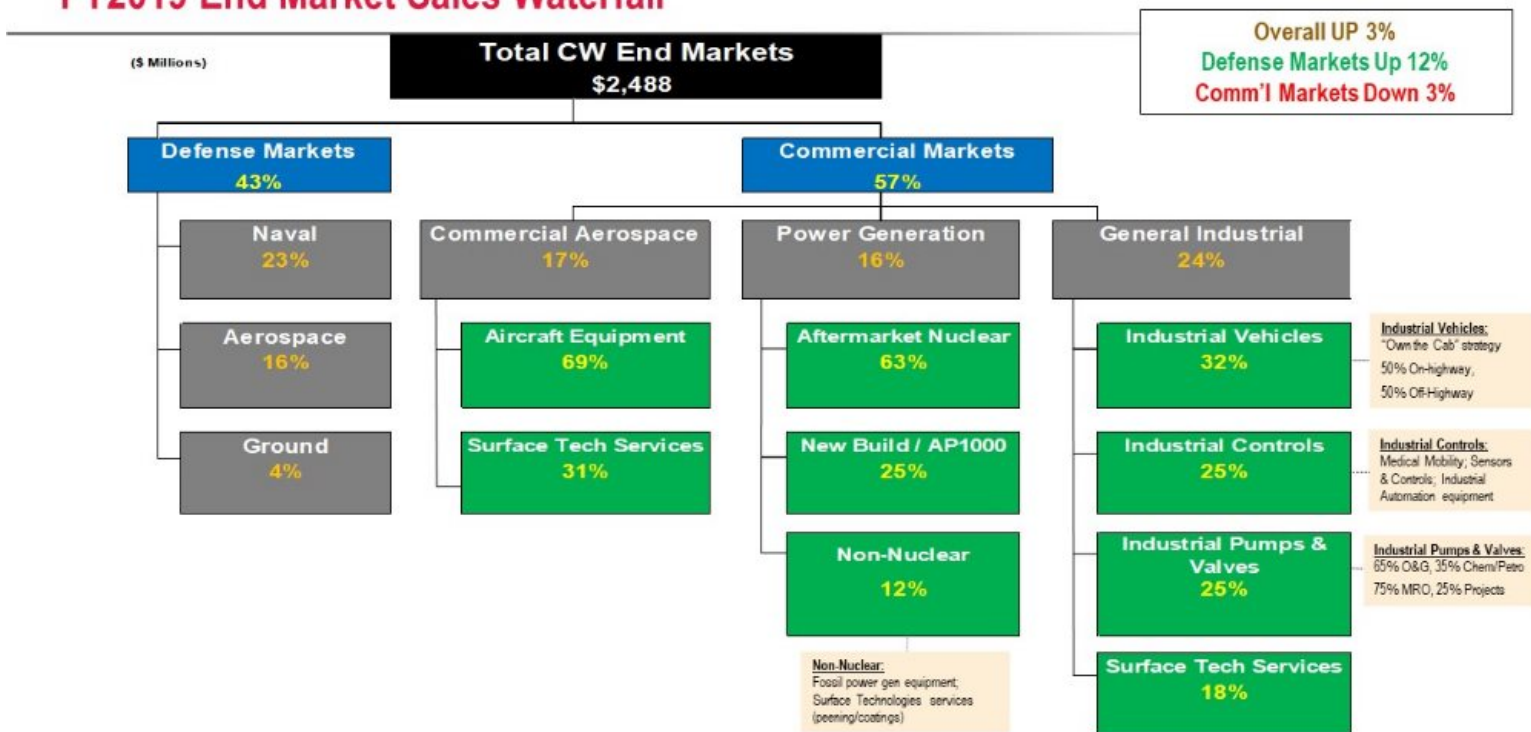 FY2019 End Market Sales Waterfall
($ Millions)
Total CW End Markets
$2,488
Overall UP 3%
Defense Markets Up 12%
Comm'l Markets Down 3%
Defense Markets
43%
Commercial Markets
57%
Naval
23%
Commercial Aerospace
17%
Power Generation
16%
General Industrial
24%
Aerospace
16%
Aircraft Equipment
69%
Aftermarket Nuclear
63%
Industrial Vehicles
32%
Industrial Vehicles:
"Own the Cab" strategy
50% On-highway,
50% Off-Highway
Ground
4%
Surface Tech Services
31%
New Build / AP1000
25%
Industrial Controls
25%
Industrial Controls:
Medical Mobility; Sensors
& Controls; Industrial
Automation equipment
Non-Nuclear
12%
Industrial Pumps &
Valves
25%
Industrial Pumps & Valves:
65% O&G, 35% Chem/Petro
75% MRO, 25% Projects
Non-Nuclear:
Fossil power gen equipment;
Surface Technologies services
(peening/coatings)
Surface Tech Services
18%